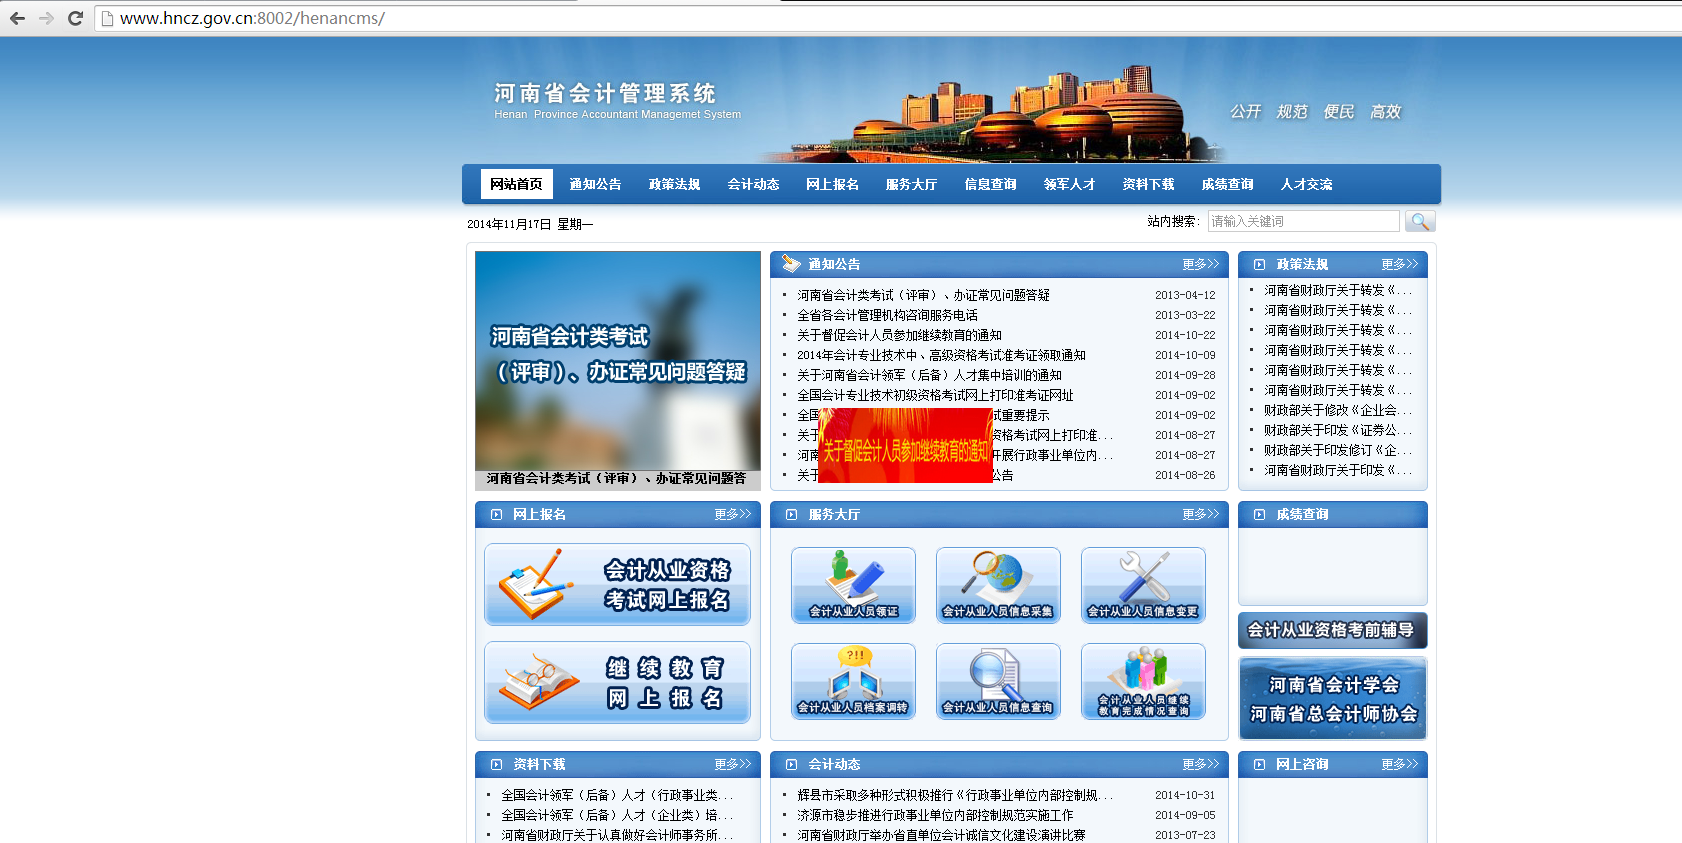 www.hncz.gov.cn:8002/henancms/
河南省会计管理系统
Henan Province Accountant Managemet System
公开 规范 便民 高效
网站首页 通知公告 政策法规 会计动态 网上报名 服务大厅 信息查询 领军人才 资料下载 成绩查询 人才交流
2014年11月17日 星期一
站内搜索： 请输入关键词
河南省会计类考试
（评审）、办证常见问题答疑
河南省会计类考试（评审）、办证常见问题答
通知公告 更多>>
河南省会计类考试（评审）、办证常见问题答疑 2013-04-12
全省各会计管理机构咨询服务电话 2013-03-22
关于督促会计人员参加继续教育的通知 2014-10-22
2014年会计专业技术中、高级资格考试准考证领取通知 2014-10-09
关于河南省会计领军（后备）人才集中培训的通知 2014-09-28
全国会计专业技术初级资格考试网上打印准考证网址 2014-09-02
全国 试重要提示 2014-09-02
关于 资格考试网上打印准... 2014-08-27
河南 开展行政事业单位内... 2014-08-27
关于 公告 2014-08-26
关于督促会计人员参加继续教育的通知
政策法规 更多>>
河南省财政厅关于转发《...
河南省财政厅关于转发《...
河南省财政厅关于转发《...
河南省财政厅关于转发《...
河南省财政厅关于转发《...
河南省财政厅关于转发《...
财政部关于修改《企业会...
财政部关于印发《证券公...
财政部关于印发修订《企...
河南省财政厅关于印发《...
网上报名 更多>>
会计从业资格
考试网上报名
继续教育
网上报名
服务大厅 更多>>
会计从业人员领证
会计从业人员信息采集
会计从业人员信息变更
会计从业人员档案调转
会计从业人员信息查询
会计从业人员继续
教育完成情况查询
成绩查询
会计从业资格考前辅导
河南省会计学会
河南省总会计师协会
资料下载 更多>>
全国会计领军（后备）人才（行政事业类...
全国会计领军（后备）人才（企业类）培...
河南省财政厅关于认真做好会计师事务所...
会计动态 更多>>
辉县市采取多种形式积极推行《行政事业单位内部控制规... 2014-10-31
济源市稳步推进行政事业单位内部控制规范实施工作 2014-09-05
河南省财政厅举办省直单位会计诚信文化建设演讲比赛 2013-07-23
网上咨询 更多>>